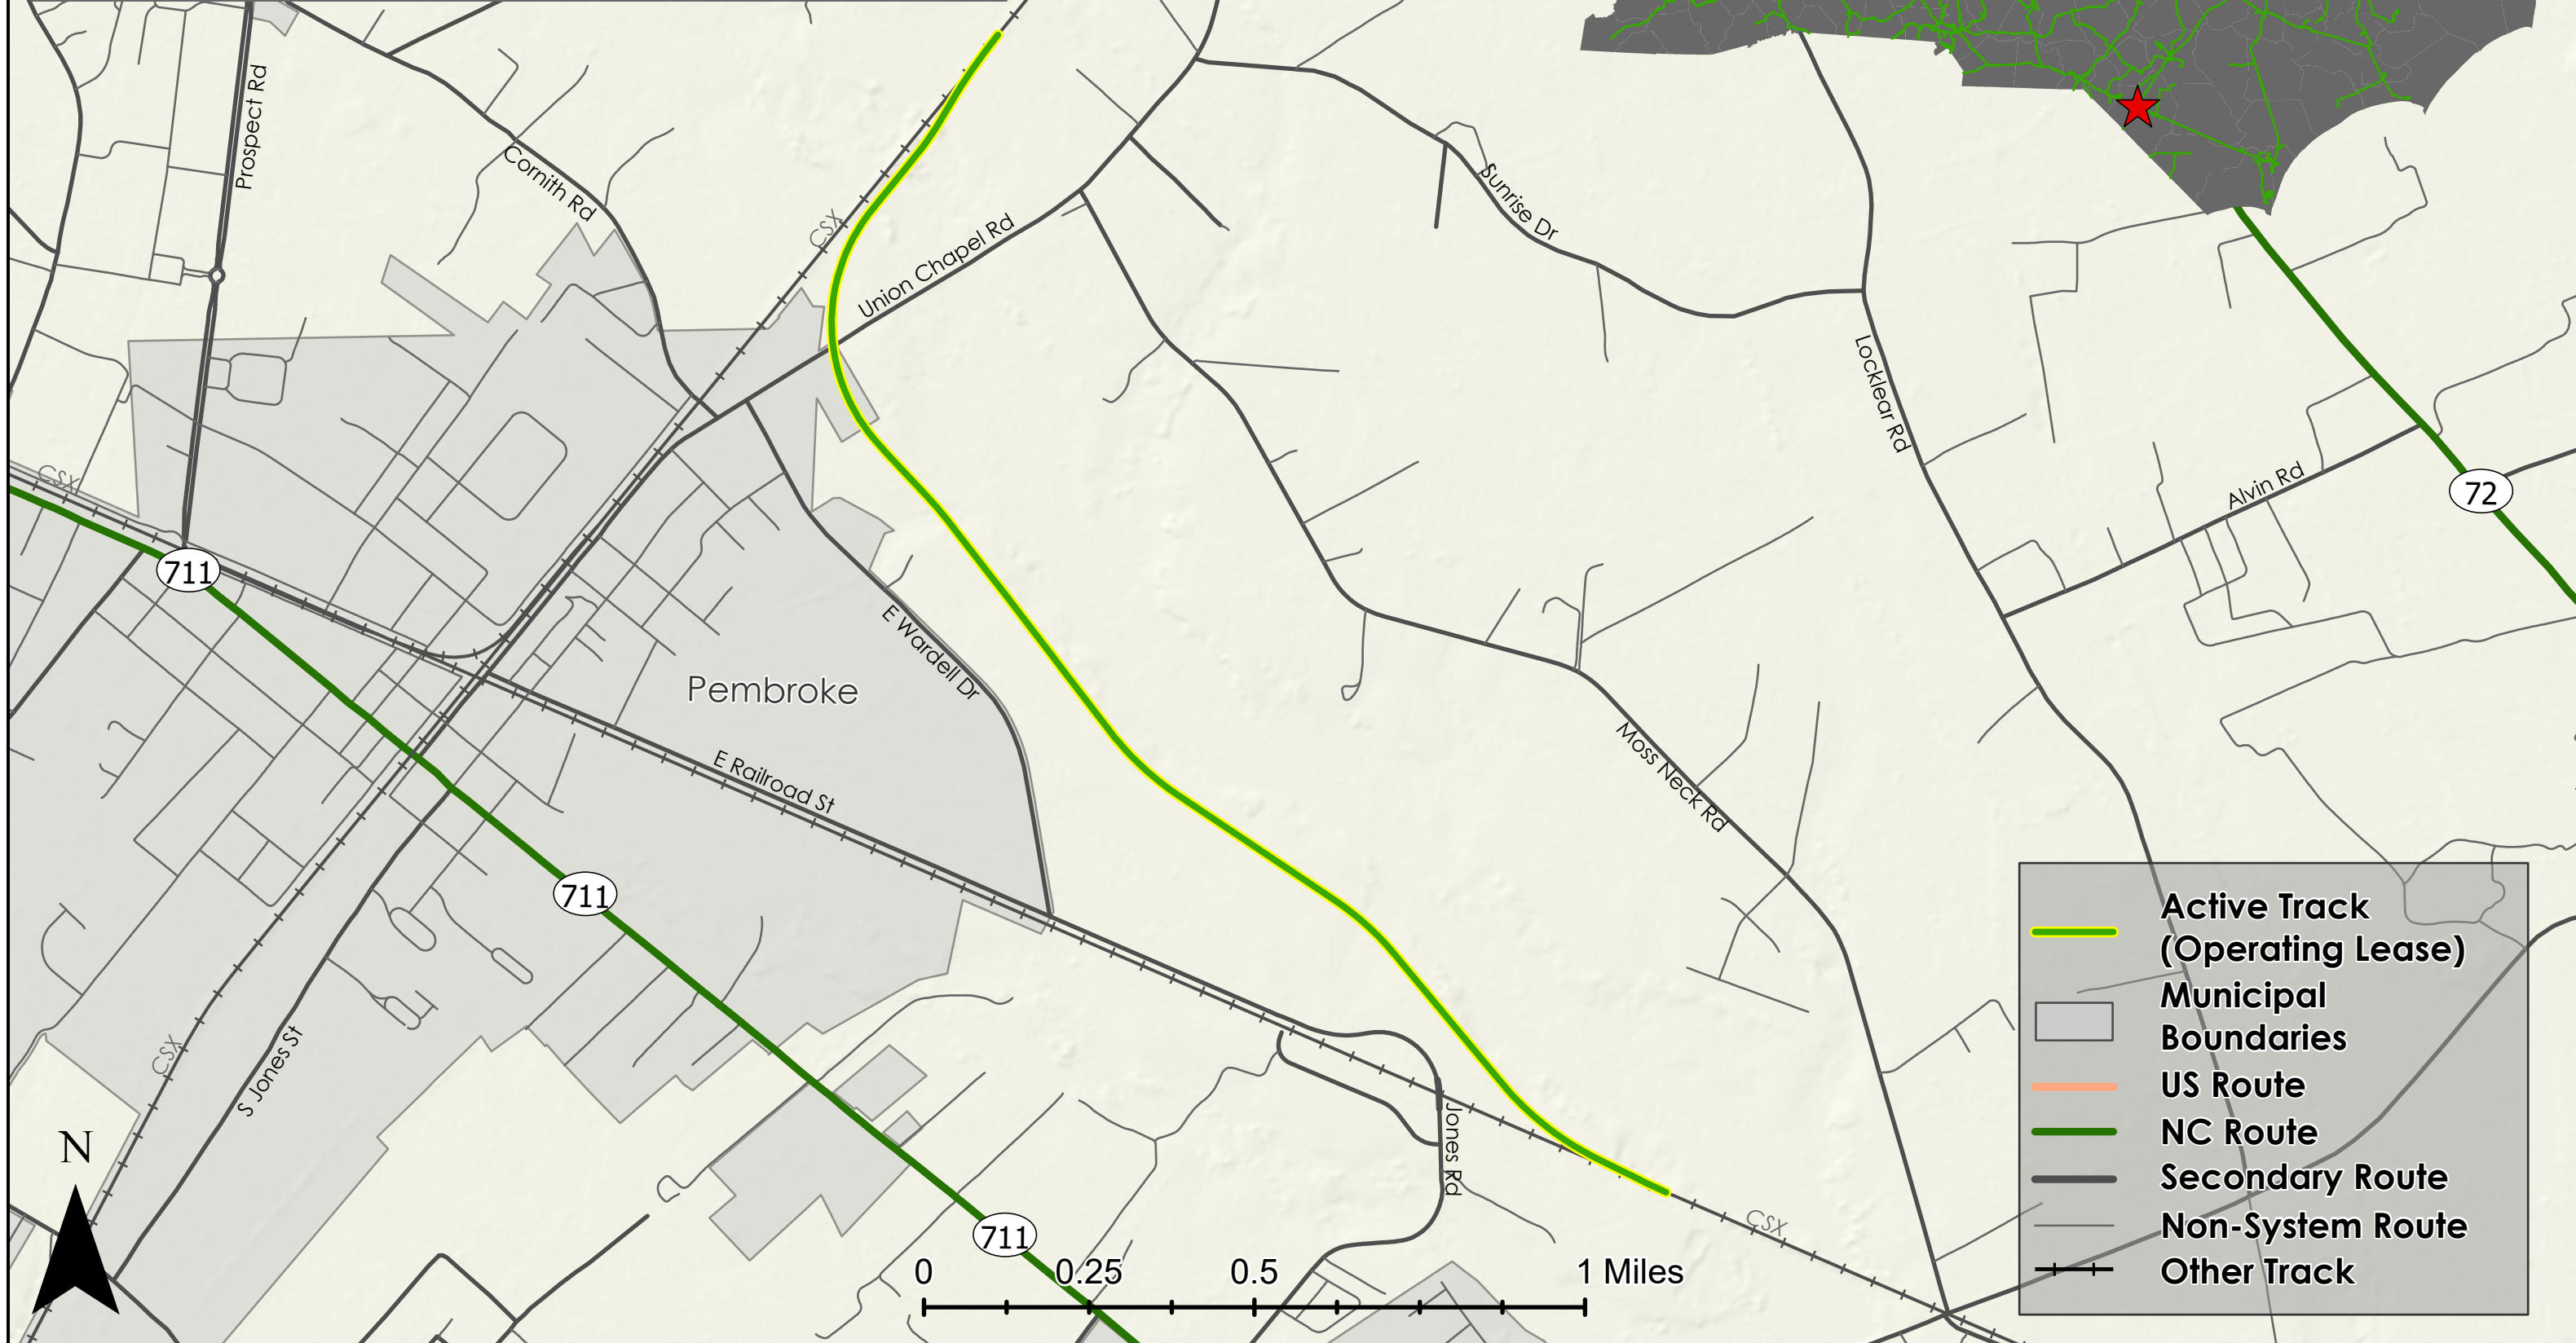 Prospect Rd
Cornith Rd
CSX
Union Chapel Rd
Sunrise Dr
Locklear Rd
CSX
Alvin Rd
72
711
E Wardell Dr
Pembroke
E Railroad St
Moss Neck Rd
711
CSX
S Jones St
Jones Rd
CSX
711
N
0
0.25
0.5
1 Miles
Active Track
(Operating Lease)
Municipal
Boundaries
US Route
NC Route
Secondary Route
Non-System Route
Other Track